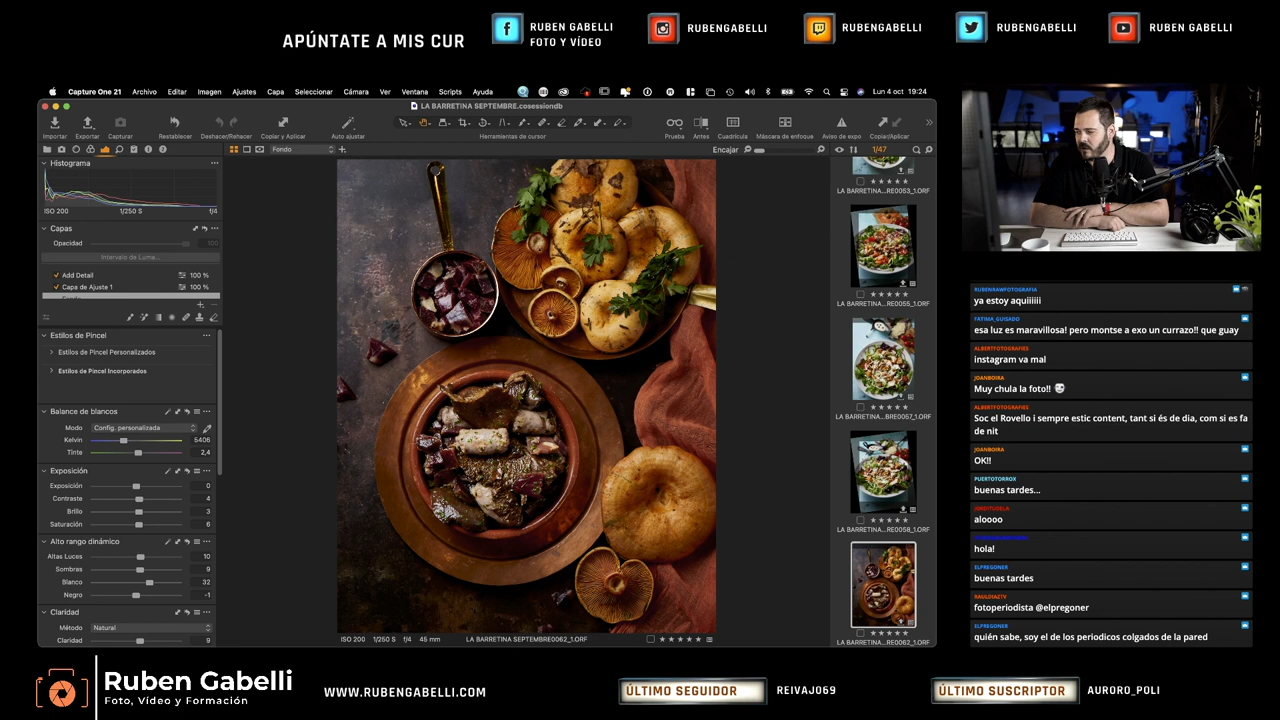 APÚNTATE A MIS CUR
RUBEN GABELLI
FOTO Y VÍDEO
RUBENGABELLI
RUBENGABELLI
RUBENGABELLI
RUBEN GABELLI
Capture One 21 Archivo Editar Imagen Ajustes Capa Seleccionar Cámara Ver Ventana Scripts Ayuda
Lun 4 oct 19:24
LA BARRETINA SEPTEMBRE.cosessiondb
Importar Exportar Capturar Restablecer Deshacer/Rehacer Copiar y Aplicar Auto ajustar Herramientas de cursor Prueba Antes Cuadrícula Máscara de enfoque Aviso de expo Copiar/Aplicar
Fondo
Encajar
1/47
Histograma
ISO 200 1/250 S f/4
Capas
Opacidad 100
Intervalo de Luma...
Add Detail 100 %
Capa de Ajuste 1 100 %
Estilos de Pincel
Estilos de Pincel Personalizados
Estilos de Pincel Incorporados
Balance de blancos
Modo Config. personalizada
Kelvin 5406
Tinte 2,4
Exposición
Exposición 0
Contraste 4
Brillo 3
Saturación 6
Alto rango dinámico
Altas Luces 10
Sombras 9
Blanco 32
Negro -1
Claridad
Método Natural
Claridad 9
ISO 200 1/250 S f/4 45 mm LA BARRETINA SEPTEMBRE0062_1.ORF
LA BARRETINA...RE0053_1.ORF
LA BARRETINA...RE0055_1.ORF
LA BARRETINA...RE0057_1.ORF
LA BARRETINA...RE0058_1.ORF
LA BARRETINA...RE0062_1.ORF
RUBENRAWFOTOGRAFIA
ya estoy aquiiiiii
FATIMA_GUISADO
esa luz es maravillosa! pero montse a exo un currazo!! que guay
ALBERTFOTOGRAFIES
instagram va mal
JOANBOIRA
Muy chula la foto!!
ALBERTFOTOGRAFIES
Soc el Rovello i sempre estic content, tant si és de dia, com si es fa
de nit
JOANBOIRA
OK!!
PUERTOTORROX
buenas tardes...
JORDITUDELA
aloooo
hola!
ELPREGONER
buenas tardes
RAULDIAZTV
fotoperiodista @elpregoner
ELPREGONER
quién sabe, soy el de los periodicos colgados de la pared
Ruben Gabelli
Foto, Vídeo y Formación
WWW.RUBENGABELLI.COM
ÚLTIMO SEGUIDOR
REIVAJ069
ÚLTIMO SUSCRIPTOR
AURORO_POLI